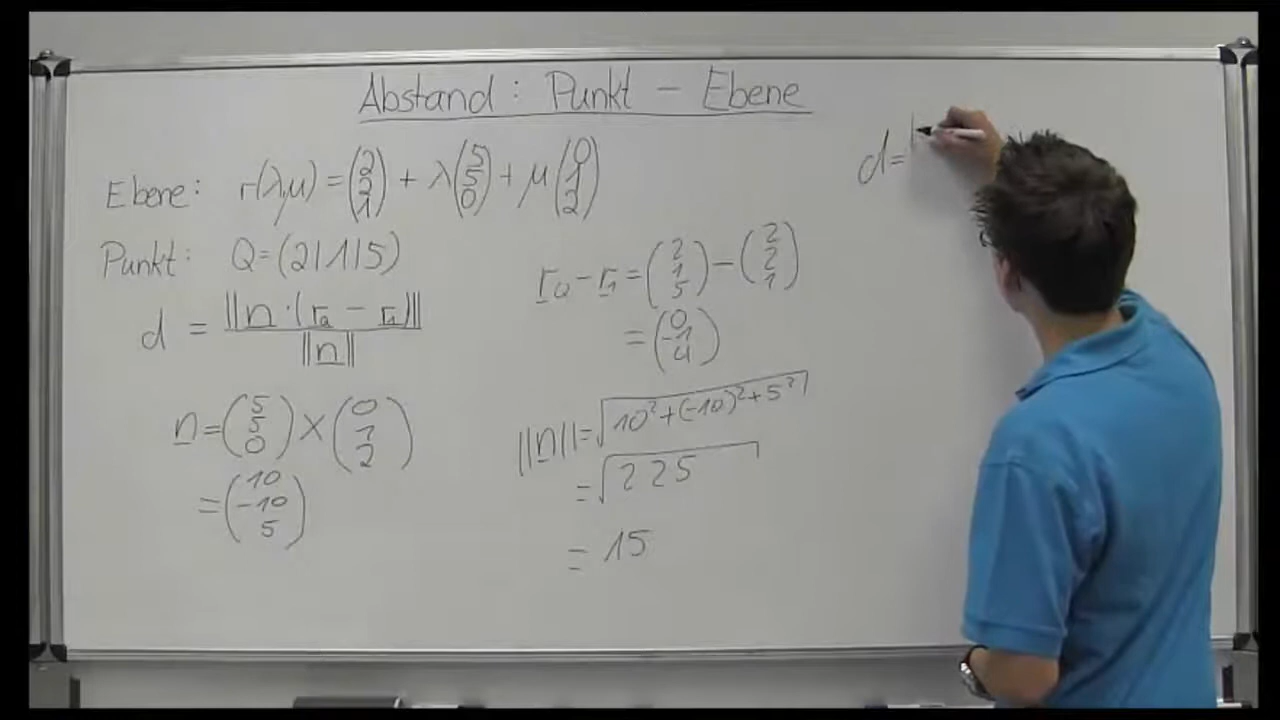 Abstand: Punkt - Ebene
Ebene: r(λ,μ) = (2 2 1) + λ(5 5 0) + μ(0 1 2)
Punkt: Q = (2|1|5)
d = ||n · (r_Q - r_1)|| / ||n||
n = (5 5 0) × (0 1 2)
= (10 -10 5)
r_Q - r_1 = (2 1 5) - (2 2 1)
= (0 -1 4)
||n|| = √10² + (-10)² + 5²
= √225
= 15
d =